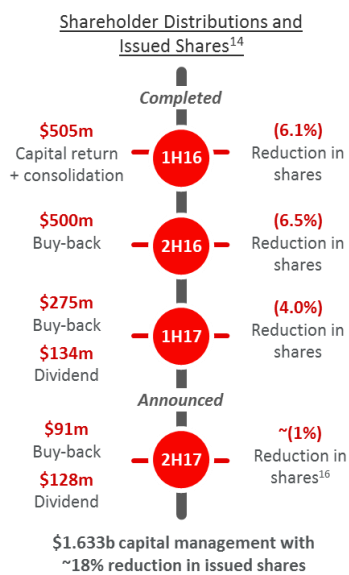 Shareholder Distributions and
Issued Shares14
Completed
$505m
Capital return
+ consolidation
1H16
(6.1%)
Reduction in
shares
$500m
Buy-back
2H16
(6.5%)
Reduction in
shares
$275m
Buy-back
$134m
Dividend
1H17
(4.0%)
Reduction in
shares
Announced
$91m
Buy-back
$128m
Dividend
2H17
~(1%)
Reduction in
shares16
$1.633b capital management with
~18% reduction in issued shares